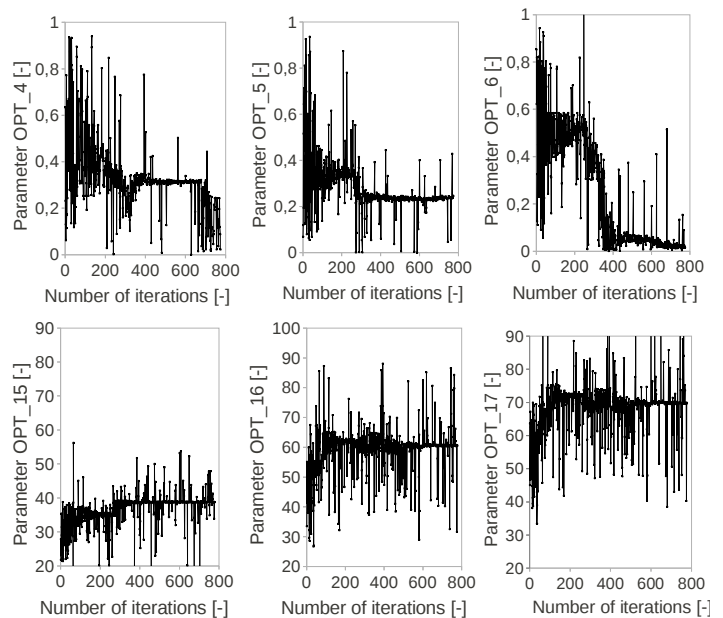 1
0,8
0,6
0,4
0,2
0
Parameter OPT_4 [-]
0 200 400 600 800
Number of iterations [-]
1
0,8
0,6
0,4
0,2
0
Parameter OPT_5 [-]
0 200 400 600 800
Number of iterations [-]
1
0,8
0,6
0,4
0,2
0
Parameter OPT_6 [-]
0 200 400 600 800
Number of iterations [-]
90
80
70
60
50
40
30
20
Parameter OPT_15 [-]
0 200 400 600 800
Number of iterations [-]
100
90
80
70
60
50
40
30
20
Parameter OPT_16 [-]
0 200 400 600 800
Number of iterations [-]
90
80
70
60
50
40
30
20
Parameter OPT_17 [-]
0 200 400 600 800
Number of iterations [-]